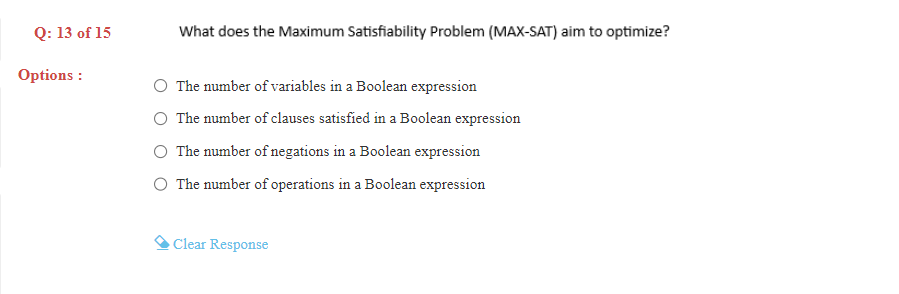 Q: 13 of 15
What does the Maximum Satisfiability Problem (MAX-SAT) aim to optimize?
Options :
The number of variables in a Boolean expression
The number of clauses satisfied in a Boolean expression
The number of negations in a Boolean expression
The number of operations in a Boolean expression
Clear Response